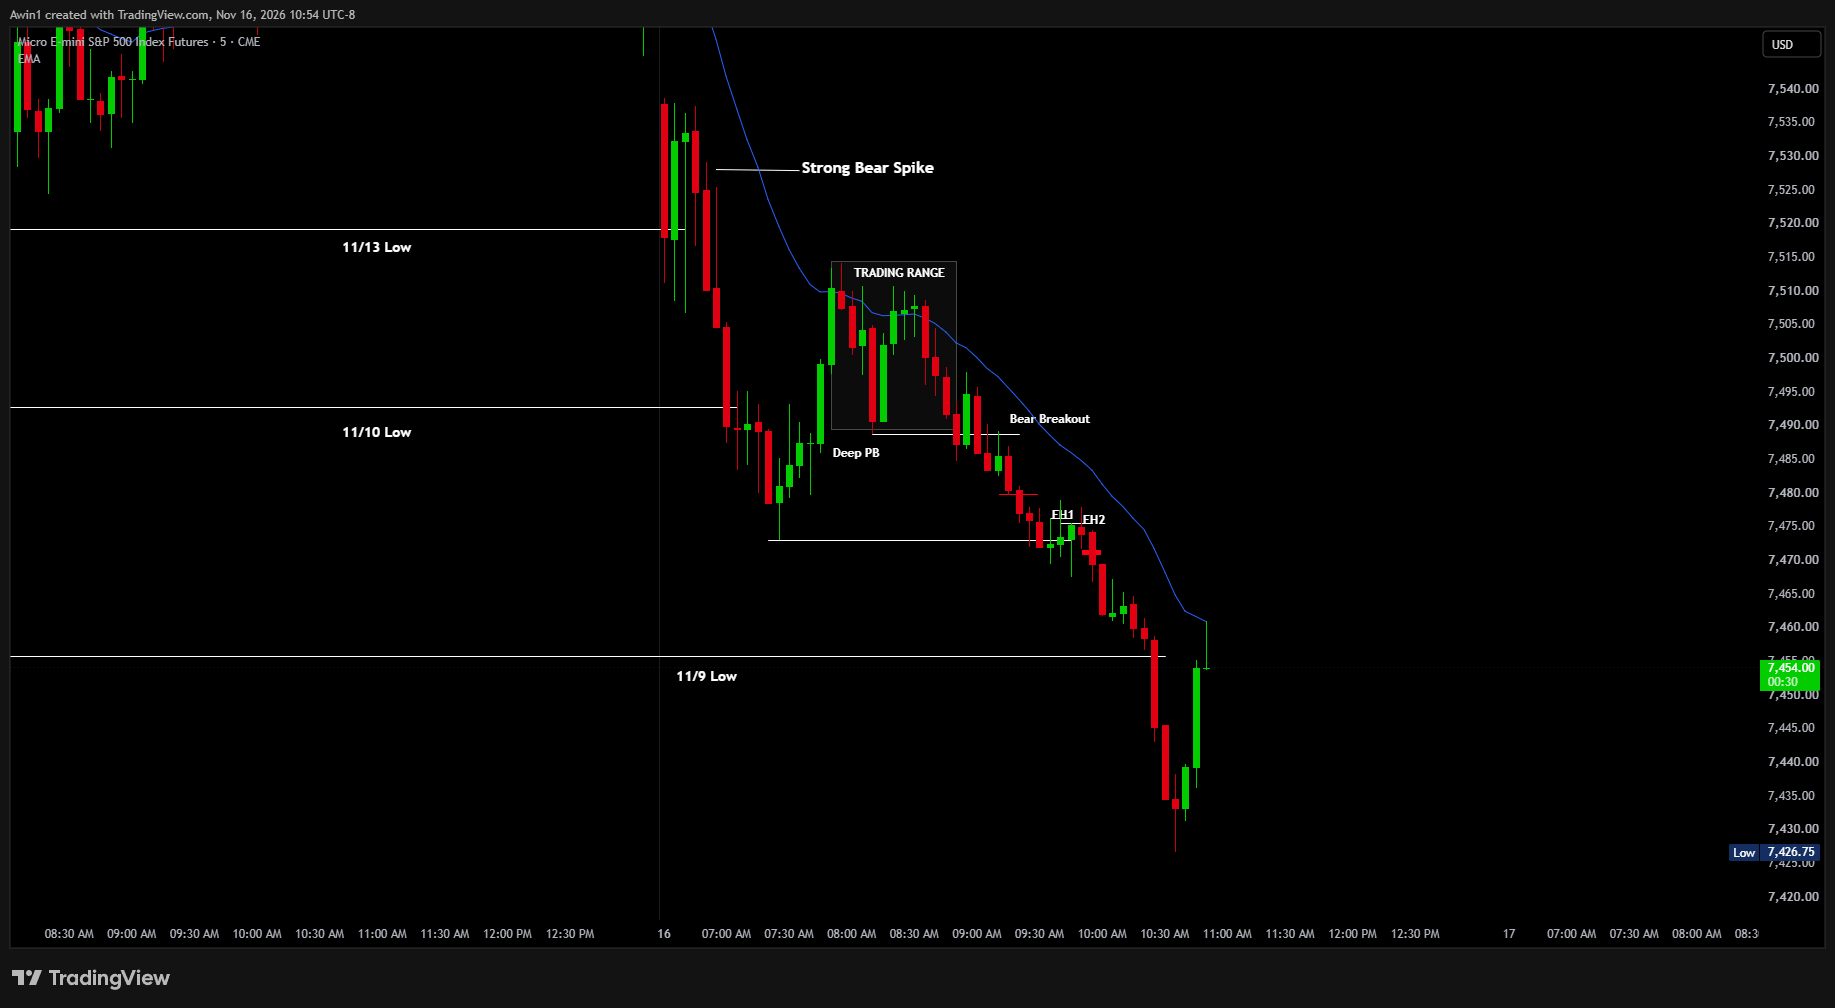 Awin1 created with TradingView.com, Nov 16, 2026 10:54 UTC-8
Micro E-mini S&P 500 Index Futures · 5 · CME
EMA
USD
7,540.00
7,535.00
7,530.00
7,525.00
7,520.00
7,515.00
7,510.00
7,505.00
7,500.00
7,495.00
7,490.00
7,485.00
7,480.00
7,475.00
7,470.00
7,465.00
7,460.00
7,455.00
7,454.00
00:30
7,450.00
7,445.00
7,440.00
7,435.00
7,430.00
Low 7,426.75
7,425.00
7,420.00
Strong Bear Spike
11/13 Low
TRADING RANGE
11/10 Low
Bear Breakout
Deep PB
EH1
EH2
11/9 Low
08:30 AM 09:00 AM 09:30 AM 10:00 AM 10:30 AM 11:00 AM 11:30 AM 12:00 PM 12:30 PM 16 07:00 AM 07:30 AM 08:00 AM 08:30 AM 09:00 AM 09:30 AM 10:00 AM 10:30 AM 11:00 AM 11:30 AM 12:00 PM 12:30 PM 17 07:00 AM 07:30 AM 08:00 AM 08:3
TradingView